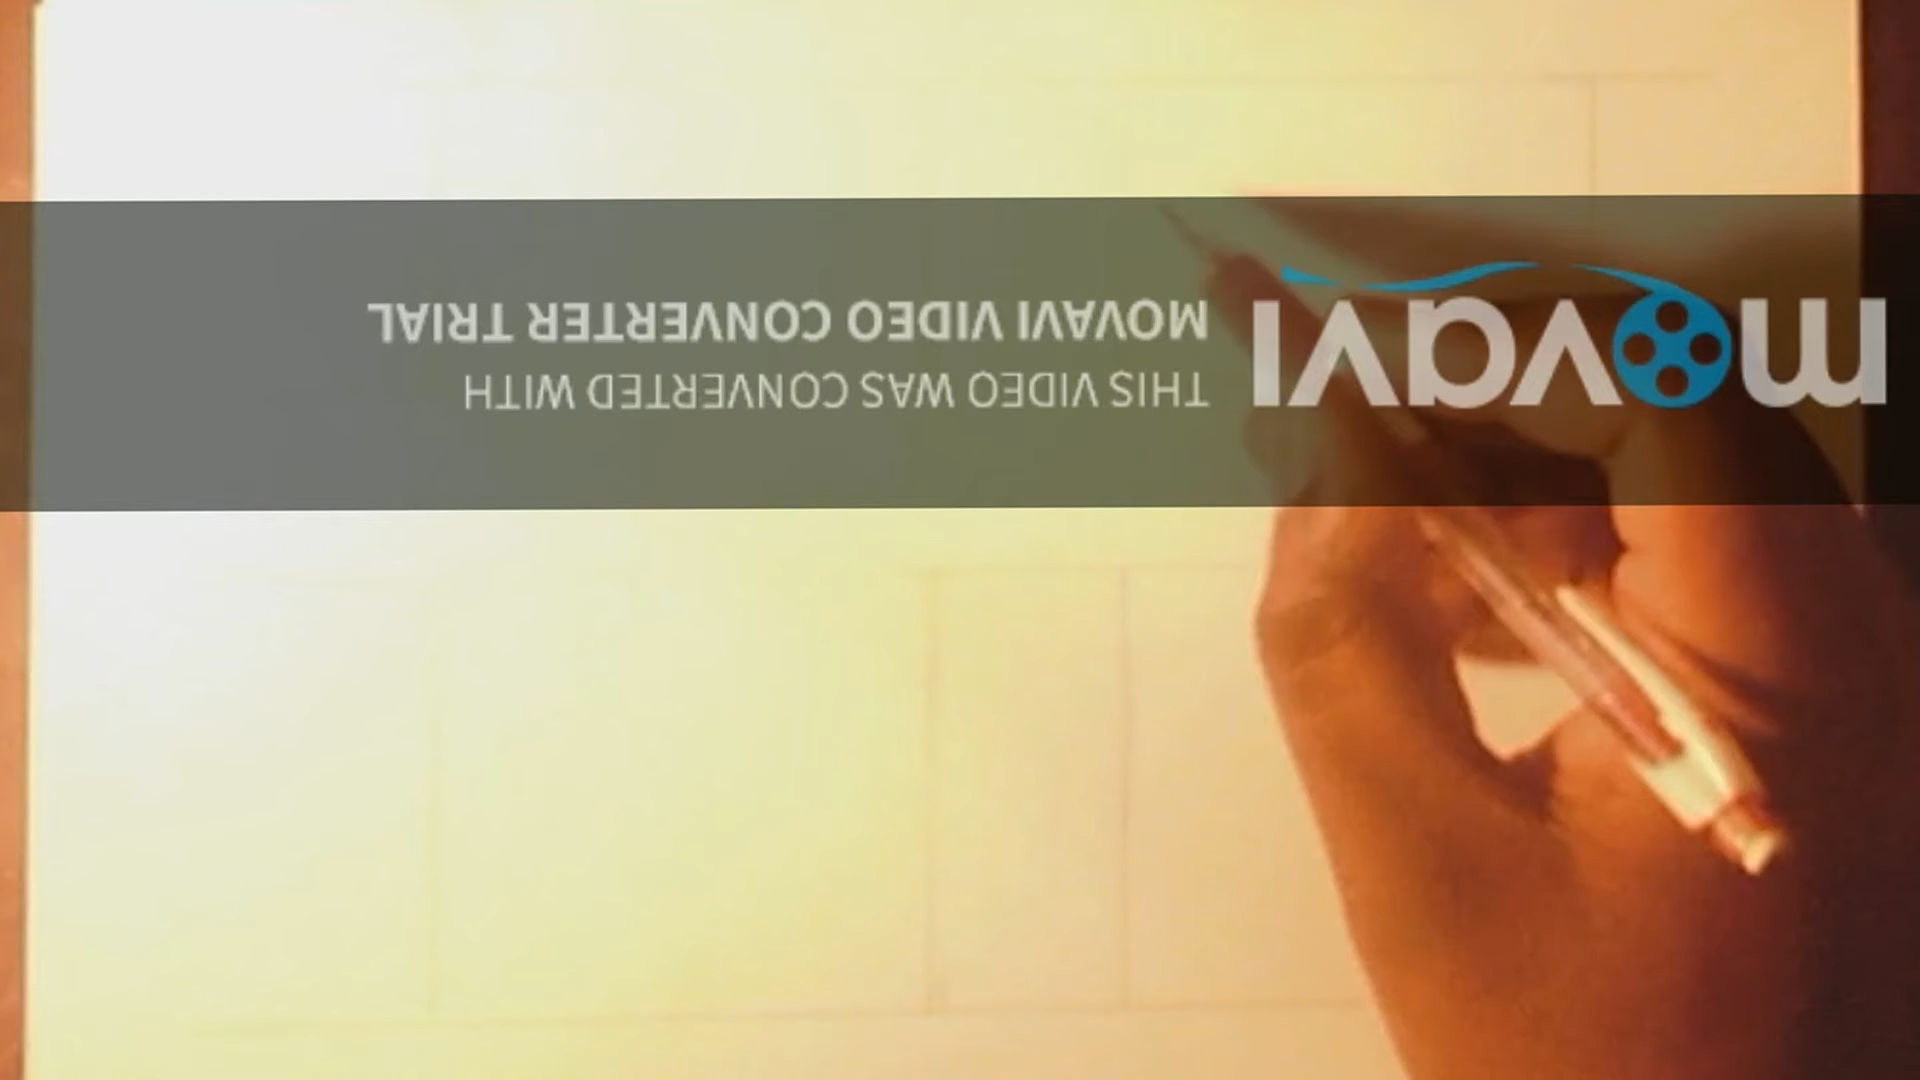 movavi
THIS VIDEO WAS CONVERTED WITH
MOVAVI VIDEO CONVERTER TRIAL